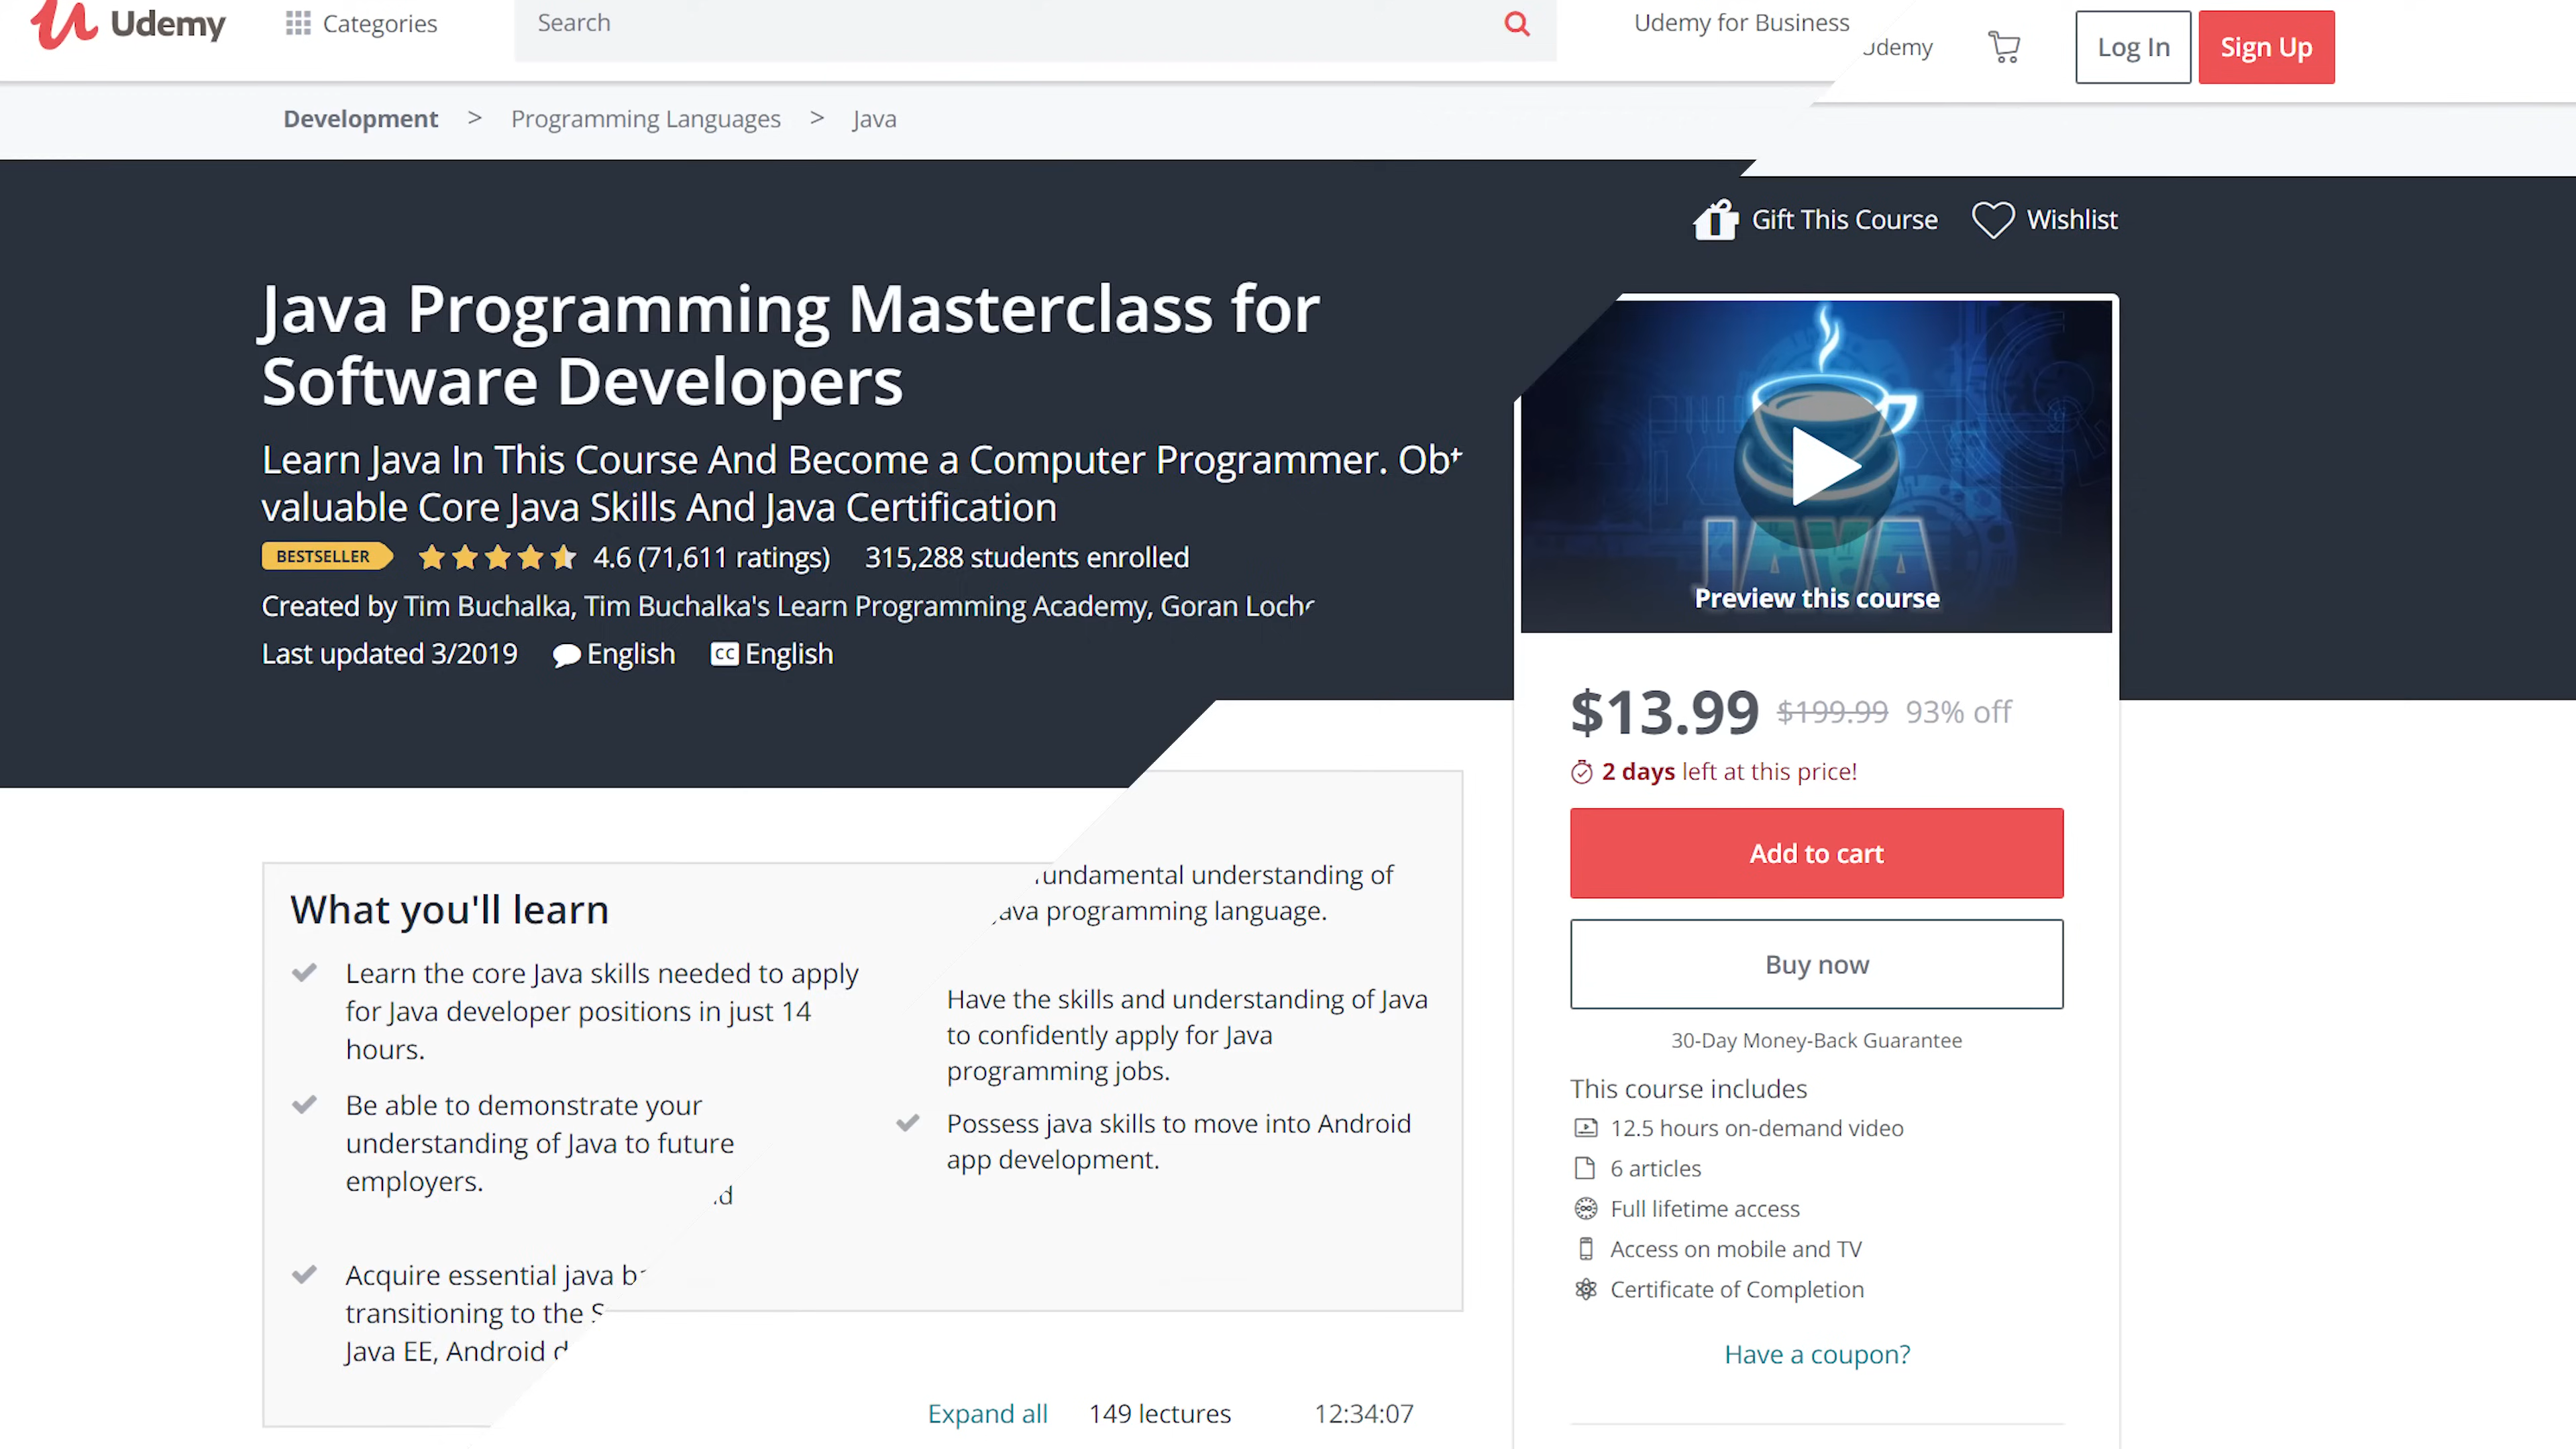 Udemy
Categories
Search
Udemy for Business
Log In
Sign Up
Development > Programming Languages > Java
Gift This Course
Wishlist
Java Programming Masterclass for
Software Developers
Learn Java In This Course And Become a Computer Programmer.
valuable Core Java Skills And Java Certification
BESTSELLER 4.6 (71,611 ratings) 315,288 students enrolled
Created by Tim Buchalka, Tim Buchalka's Learn Programming Academy, Goran
Last updated 3/2019 English CC English
JAVA
Preview this course
$13.99 $199.99 93% off
2 days left at this price!
Add to cart
Buy now
30-Day Money-Back Guarantee
This course includes
12.5 hours on-demand video
6 articles
Full lifetime access
Access on mobile and TV
Certificate of Completion
Have a coupon?
What you'll learn
Learn the core Java skills needed to apply
for Java developer positions in just 14
hours.
Be able to demonstrate your
understanding of Java to future
employers.
Acquire essential java
transitioning to the
Java EE, Android
understanding of
programming language.
Have the skills and understanding of Java
to confidently apply for Java
programming jobs.
Possess java skills to move into Android
app development.
Expand all 149 lectures 12:34:07